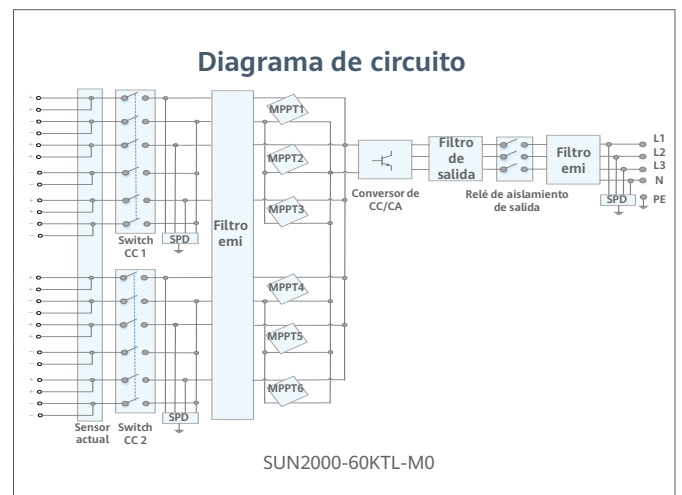 Diagrama de circuito
+
+
−
−
+
+
−
−
+
+
−
−
+
+
−
−
+
+
−
−
+
+
−
−
Switch
CC 1
SPD
Filtro
emi
MPPT1
MPPT2
MPPT3
MPPT4
MPPT5
MPPT6
Conversor de
CC/CA
Filtro
de
salida
Relé de aislamiento
de salida
Filtro
emi
L1
L2
L3
N
PE
SPD
SPD
Sensor
actual
Switch
CC 2
SUN2000-60KTL-M0